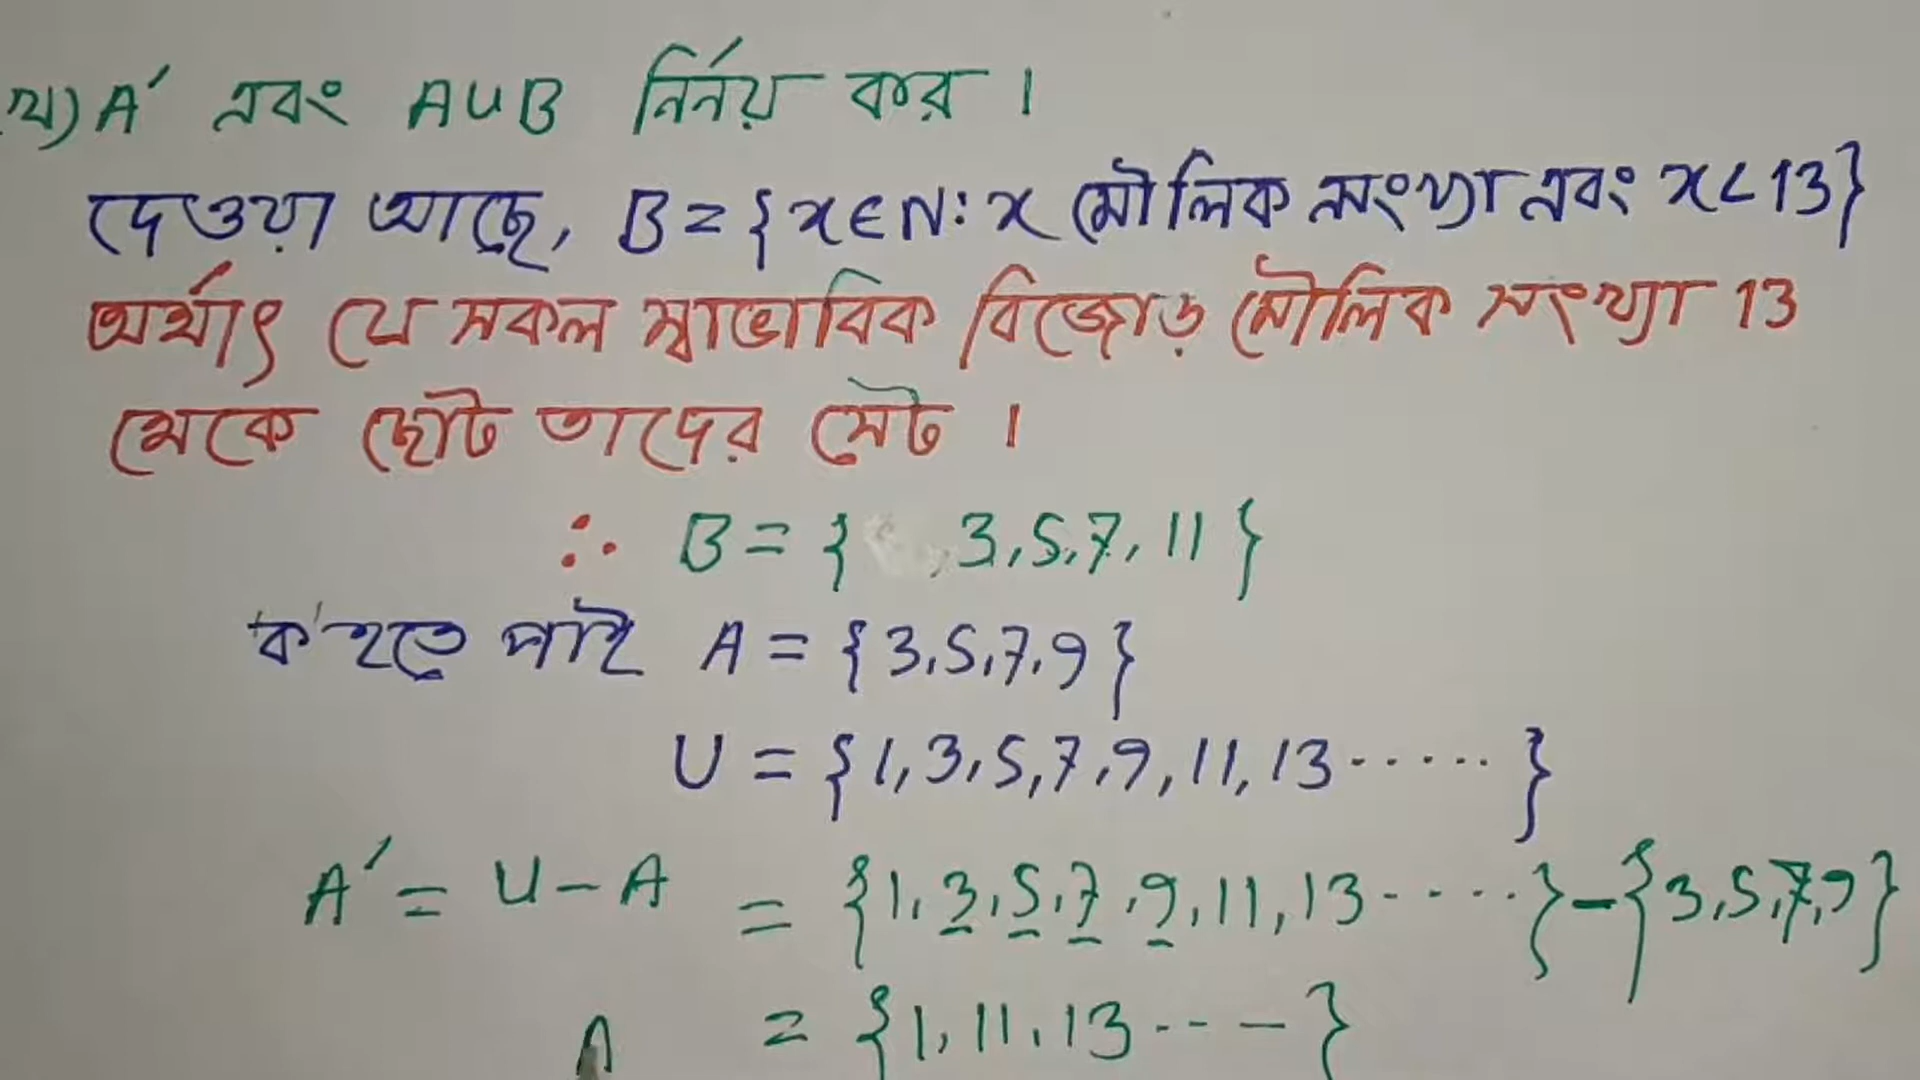 খ) A′ এবং A∪B নির্নয় কর ।
দেওয়া আছে, B = {x∈N : x মৌলিক সংখ্যা এবং x<13}
অর্থাৎ যে সকল স্বাভাবিক বিজোড় মৌলিক সংখ্যা 13
থেকে ছোট তাদের সেট ।
∴ B = { ,3,5,7,11}
'ক' হতে পাই A = {3,5,7,9}
U = {1,3,5,7,9,11,13.....}
A′ = U – A = {1,3,5,7,9,11,13.....} – {3,5,7,9}
= {1,11,13---}
A